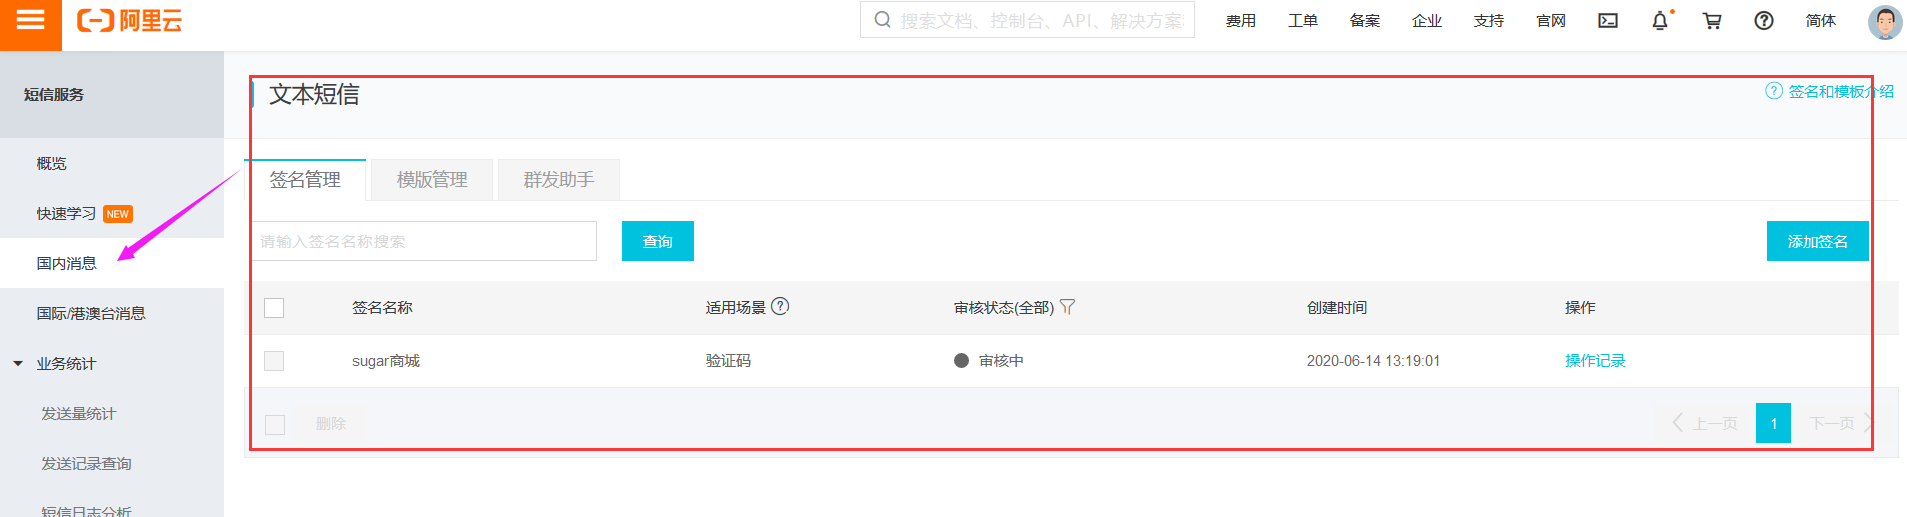 阿里云
搜索文档、控制台、API、解决方案
费用 工单 备案 企业 支持 官网 简体
短信服务
概览
快速学习 NEW
国内消息
国际/港澳台消息
业务统计
发送量统计
发送记录查询
短信日志分析
文本短信
签名和模板介绍
签名管理 模版管理 群发助手
请输入签名名称搜索 查询 添加签名
签名名称 适用场景 审核状态(全部) 创建时间 操作
sugar商城 验证码 审核中 2020-06-14 13:19:01 操作记录
删除 上一页 1 下一页